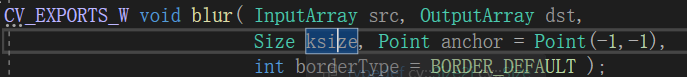 CV_EXPORTS_W void blur( InputArray src, OutputArray dst,
Size ksize, Point anchor = Point(-1,-1),
int borderType = BORDER_DEFAULT );